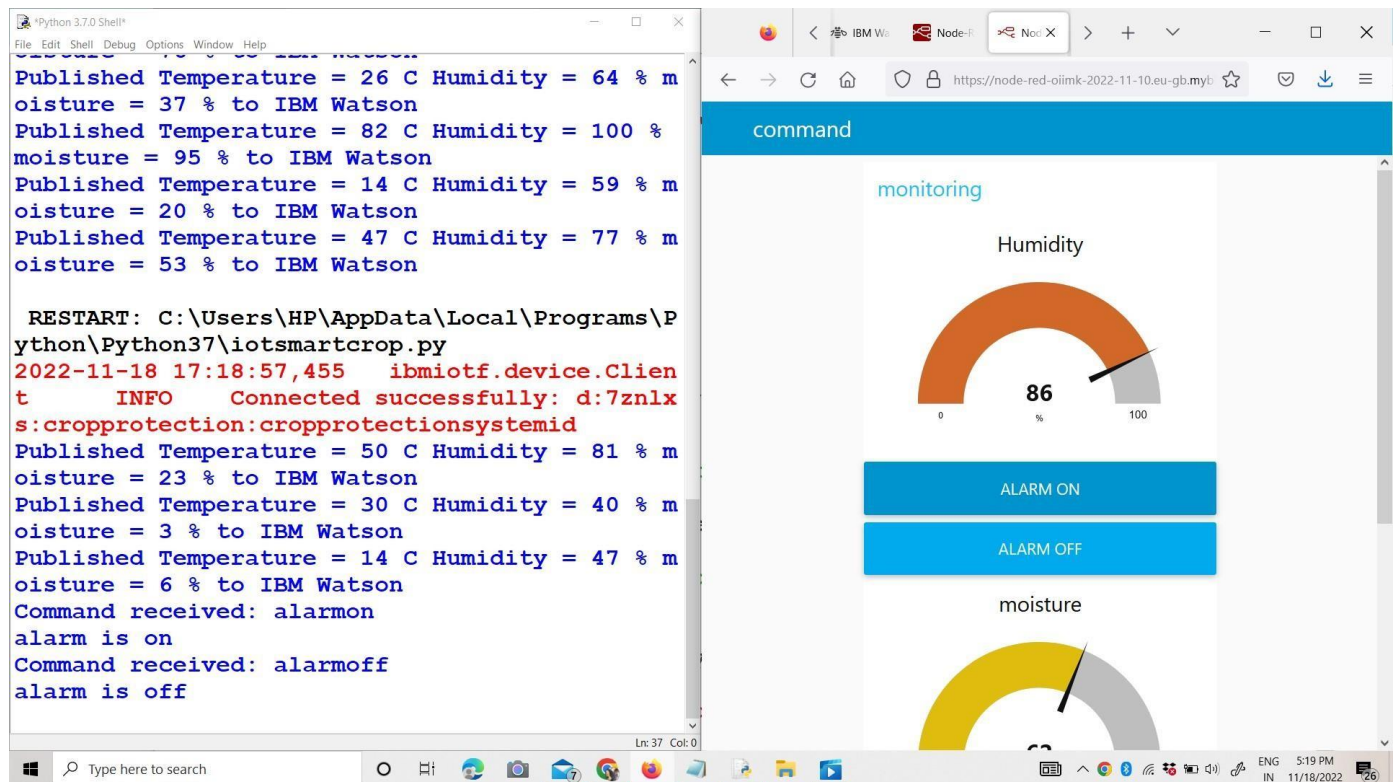 *Python 3.7.0 Shell*
File Edit Shell Debug Options Window Help
Published Temperature = 26 C Humidity = 64 % m
oisture = 37 % to IBM Watson
Published Temperature = 82 C Humidity = 100 %
moisture = 95 % to IBM Watson
Published Temperature = 14 C Humidity = 59 % m
oisture = 20 % to IBM Watson
Published Temperature = 47 C Humidity = 77 % m
oisture = 53 % to IBM Watson
RESTART: C:\Users\HP\AppData\Local\Programs\P
ython\Python37\iotsmartcrop.py
2022-11-18 17:18:57,455 ibmiotf.device.Clien
t INFO Connected successfully: d:7znlx
s:cropprotection:cropprotectionsystemid
Published Temperature = 50 C Humidity = 81 % m
oisture = 23 % to IBM Watson
Published Temperature = 30 C Humidity = 40 % m
oisture = 3 % to IBM Watson
Published Temperature = 14 C Humidity = 47 % m
oisture = 6 % to IBM Watson
Command received: alarmon
alarm is on
Command received: alarmoff
alarm is off
Ln: 37 Col: 0
IBM Wa Node-R Nod
https://node-red-oiimk-2022-11-10.eu-gb.myb
command
monitoring
Humidity
86
0 % 100
ALARM ON
ALARM OFF
moisture
Type here to search
7
ENG 5:19 PM
IN 11/18/2022
26